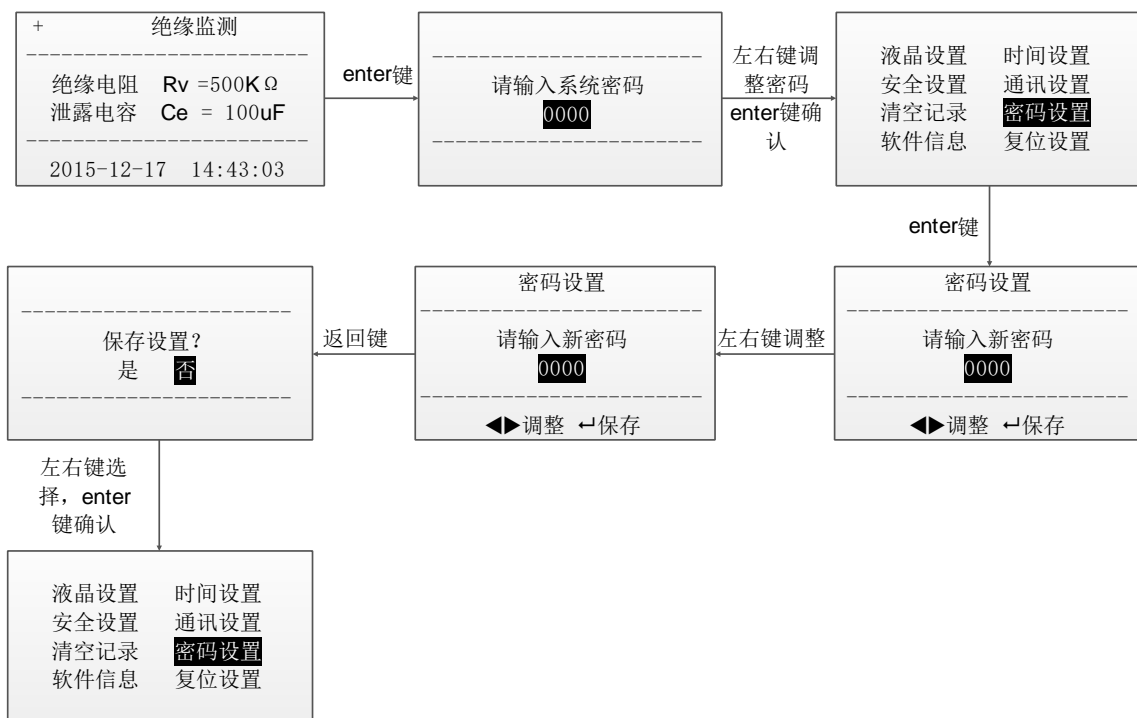 + 绝缘监测
绝缘电阻 Rv =500KΩ
泄露电容 Ce = 100uF
2015-12-17 14:43:03
enter键
请输入系统密码
0000
左右键调
整密码
enter键确
认
液晶设置 时间设置
安全设置 通讯设置
清空记录 密码设置
软件信息 复位设置
enter键
密码设置
请输入新密码
0000
◀▶调整 ↵保存
左右键调整
密码设置
请输入新密码
0000
◀▶调整 ↵保存
返回键
保存设置?
是 否
左右键选
择，enter
键确认
液晶设置 时间设置
安全设置 通讯设置
清空记录 密码设置
软件信息 复位设置